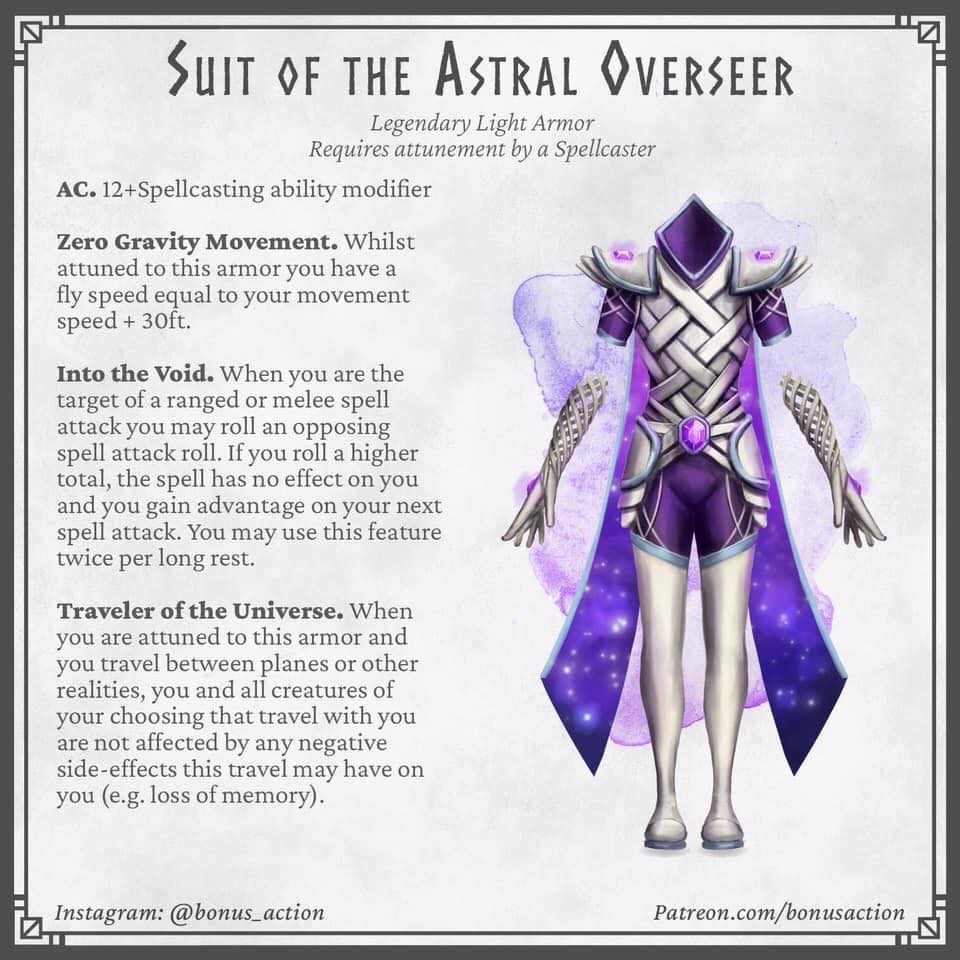 Suit of the Astral Overseer
Legendary Light Armor
Requires attunement by a Spellcaster
AC. 12+Spellcasting ability modifier
Zero Gravity Movement. Whilst
attuned to this armor you have a
fly speed equal to your movement
speed + 30ft.
Into the Void. When you are the
target of a ranged or melee spell
attack you may roll an opposing
spell attack roll. If you roll a higher
total, the spell has no effect on you
and you gain advantage on your next
spell attack. You may use this feature
twice per long rest.
Traveler of the Universe. When
you are attuned to this armor and
you travel between planes or other
realities, you and all creatures of
your choosing that travel with you
are not affected by any negative
side-effects this travel may have on
you (e.g. loss of memory).
Instagram: @bonus_action
Patreon.com/bonusaction